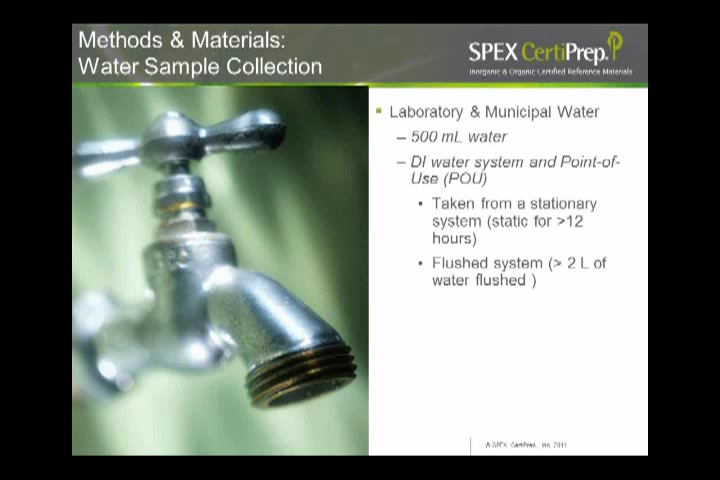 Methods & Materials:
Water Sample Collection
SPEX CertiPrep.
Inorganic & Organic Certified Reference Materials
Laboratory & Municipal Water
– 500 mL water
– DI water system and Point-of-
Use (POU)
• Taken from a stationary
system (static for >12
hours)
• Flushed system (> 2 L of
water flushed )
© SPEX CertiPrep, Inc. 2011